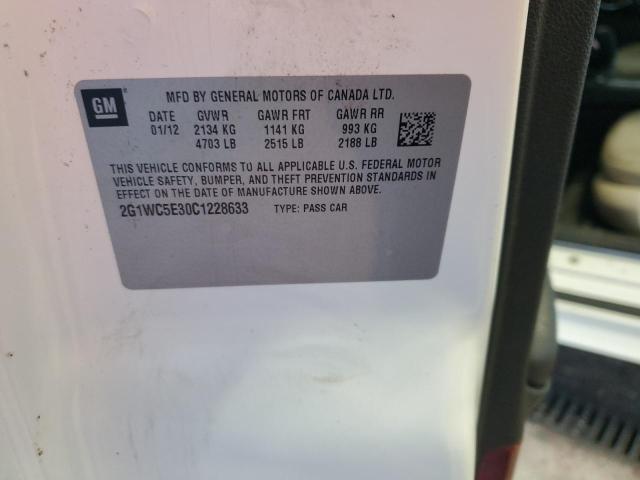 GM
MFD BY GENERAL MOTORS OF CANADA LTD.
DATE GVWR GAWR FRT GAWR RR
01/12 2134 KG 1141 KG 993 KG
4703 LB 2515 LB 2188 LB
THIS VEHICLE CONFORMS TO ALL APPLICABLE U.S. FEDERAL MOTOR
VEHICLE SAFETY, BUMPER, AND THEFT PREVENTION STANDARDS IN
EFFECT ON THE DATE OF MANUFACTURE SHOWN ABOVE.
2G1WC5E30C1228633 TYPE: PASS CAR